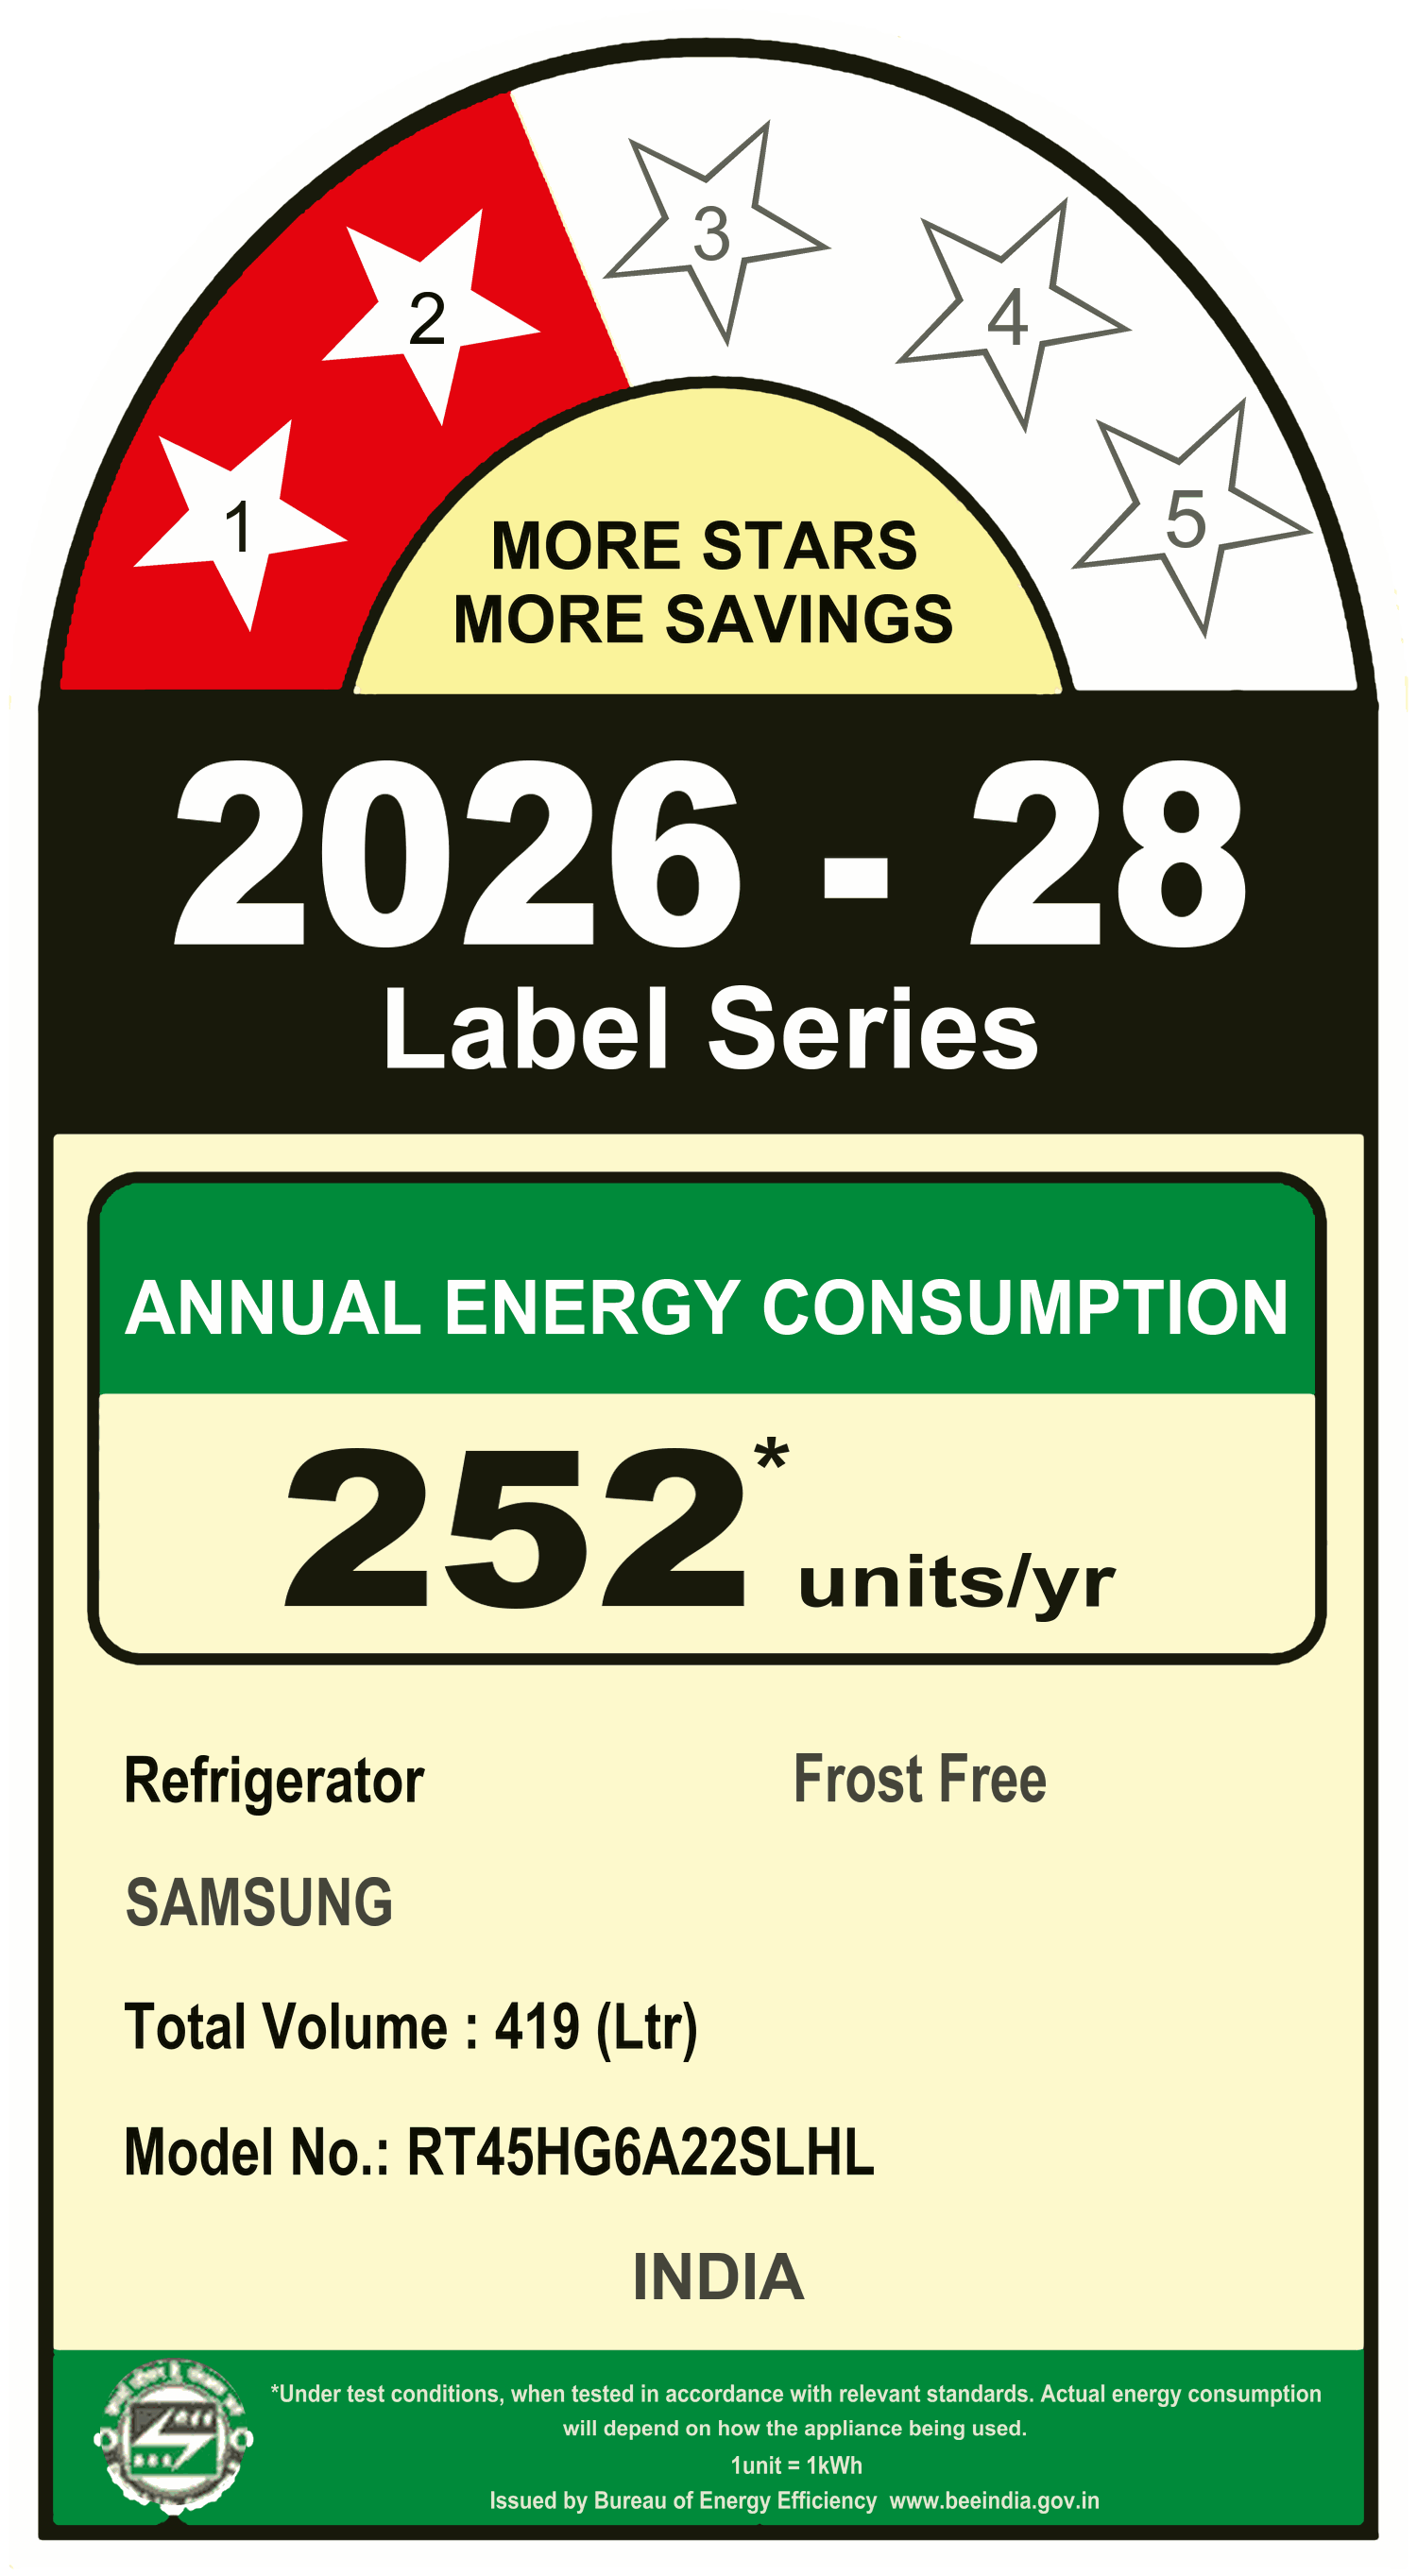 1
2
3
4
5
MORE STARS
MORE SAVINGS
2026 - 28
Label Series
ANNUAL ENERGY CONSUMPTION
252* units/yr
Refrigerator Frost Free
SAMSUNG
Total Volume : 419 (Ltr)
Model No.: RT45HG6A22SLHL
INDIA
*Under test conditions, when tested in accordance with relevant standards. Actual energy consumption
will depend on how the appliance being used.
1unit = 1kWh
Issued by Bureau of Energy Efficiency www.beeindia.gov.in